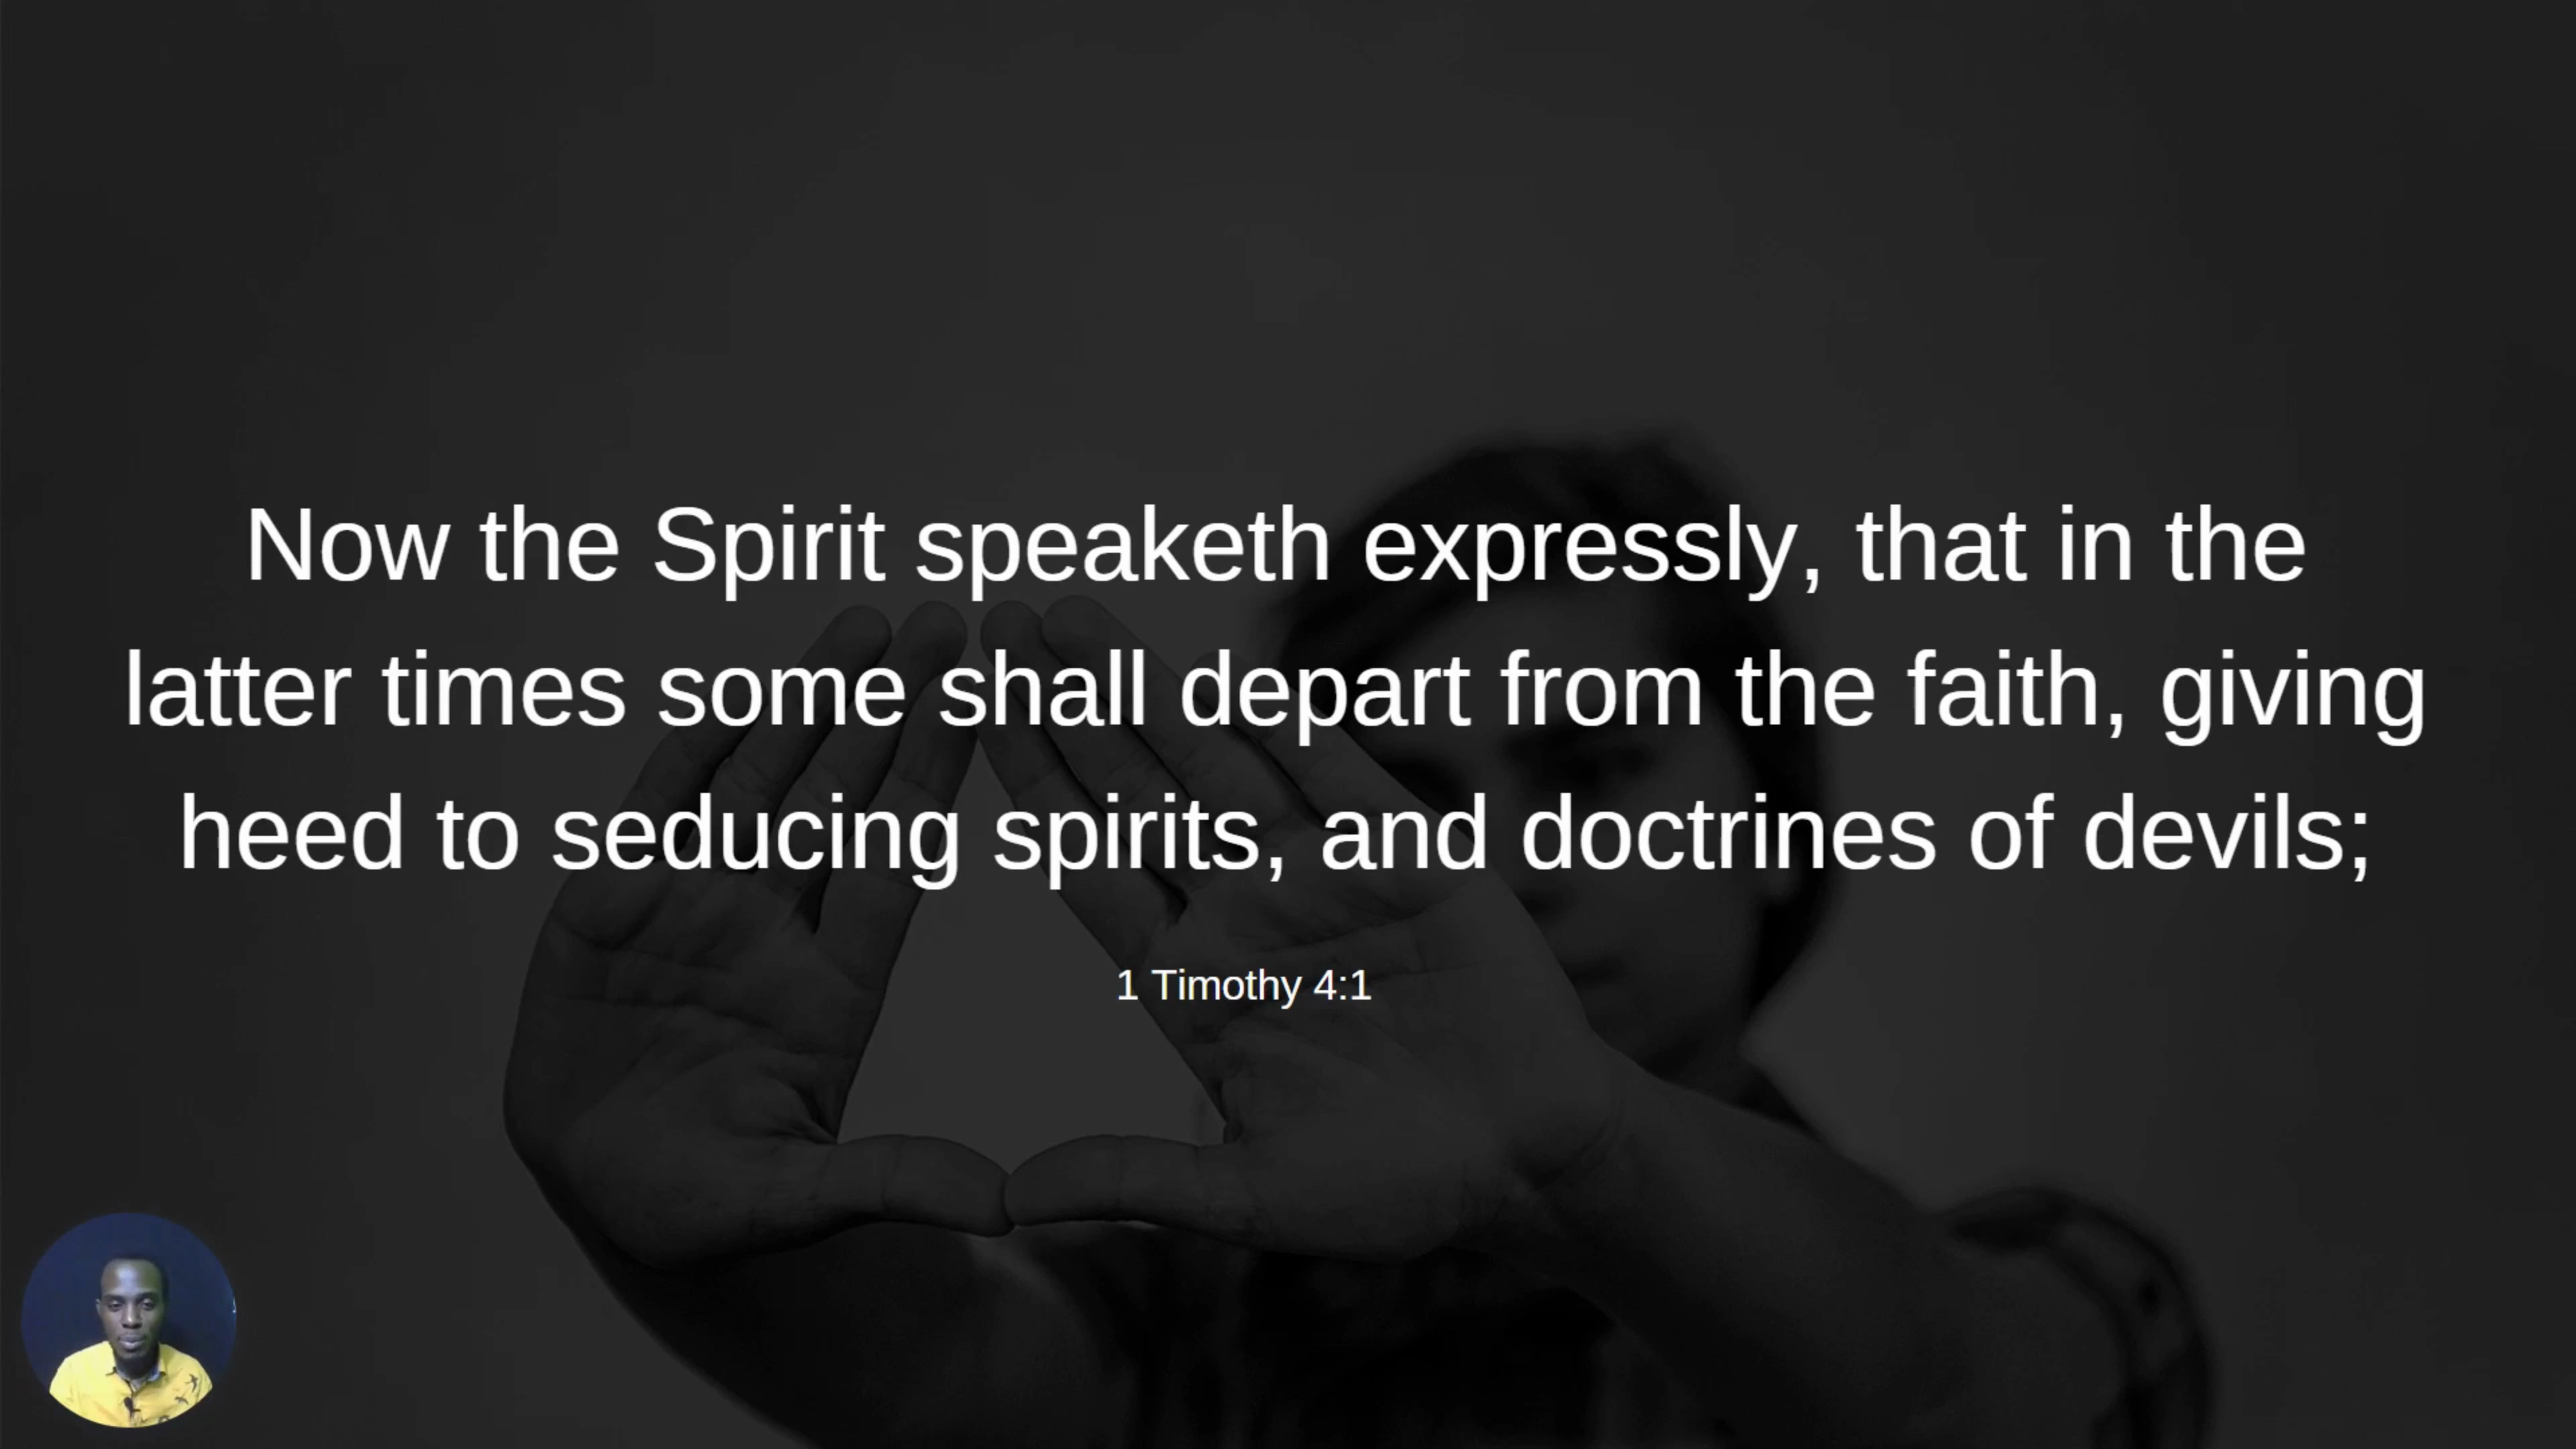 Now the Spirit speaketh expressly, that in the
latter times some shall depart from the faith, giving
heed to seducing spirits, and doctrines of devils;
1 Timothy 4:1